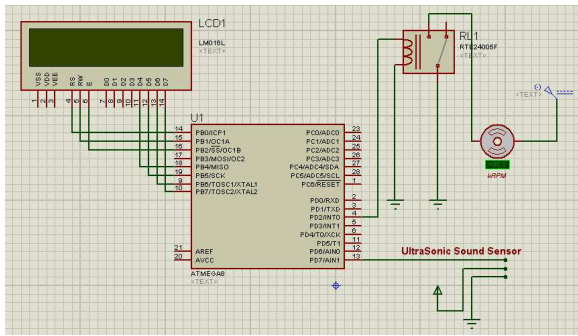 LCD1
LM016L
<TEXT>
VSS
VDD
VEE
RS
RW
E
D0
D1
D2
D3
D4
D5
D6
D7
1
2
3
4
5
6
7
8
9
10
11
12
13
14
RL1
RTE24005F
<TEXT>
(-)
<TEXT>
kRPM
U1
14
PB0/ICP1
PC0/ADC0
23
15
PB1/OC1A
PC1/ADC1
24
16
PB2/SS/OC1B
PC2/ADC2
25
17
PB3/MOSI/OC2
PC3/ADC3
26
18
PB4/MISO
PC4/ADC4/SDA
27
19
PB5/SCK
PC5/ADC5/SCL
28
9
PB6/TOSC1/XTAL1
PC6/RESET
1
10
PB7/TOSC2/XTAL2
PD0/RXD
2
PD1/TXD
3
PD2/INT0
4
PD3/INT1
5
PD4/T0/XCK
6
PD5/T1
11
21
AREF
PD6/AIN0
12
20
AVCC
PD7/AIN1
13
ATMEGA8
<TEXT>
UltraSonic Sound Sensor